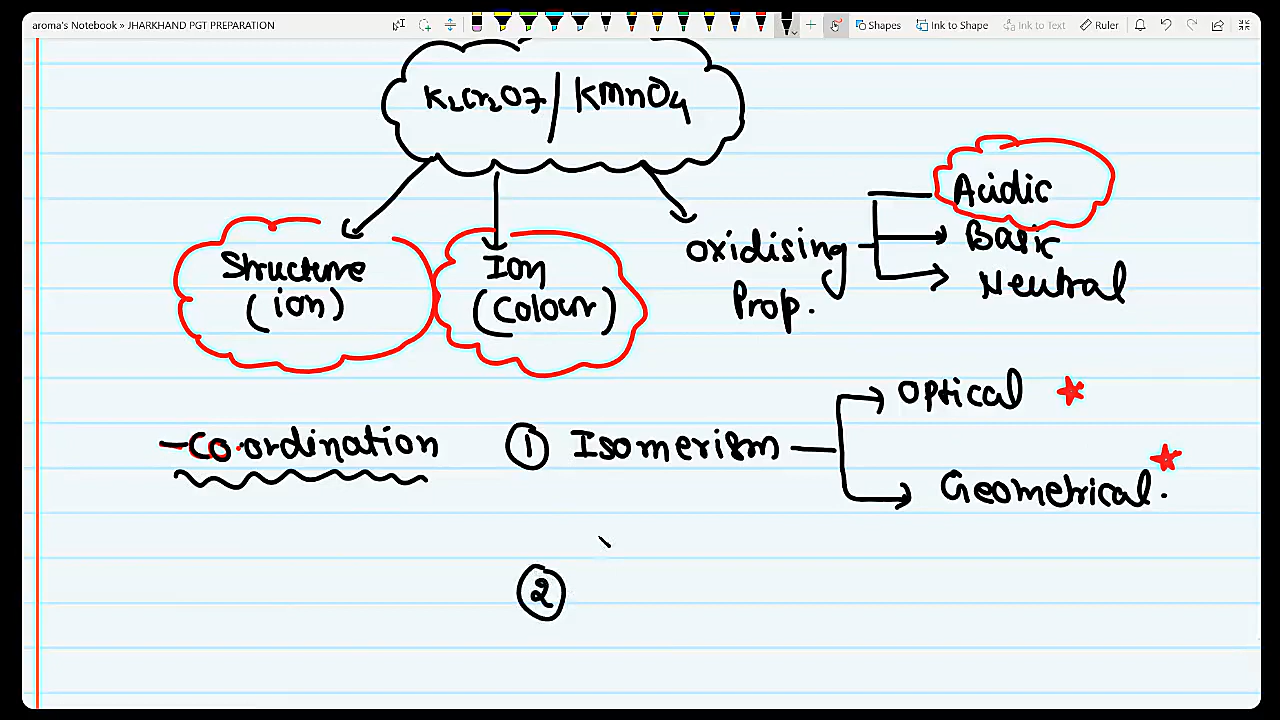 aroma's Notebook » JHARKHAND PGT PREPARATION
Shapes Ink to Shape Ink to Text Ruler
K2Cr2O7 / KMnO4
Acidic
Basic
Neutral
Oxidising
Prop.
Structure
(ion)
Ion
(Colour)
Co-ordination
① Isomerism
Optical
Geometrical.
②